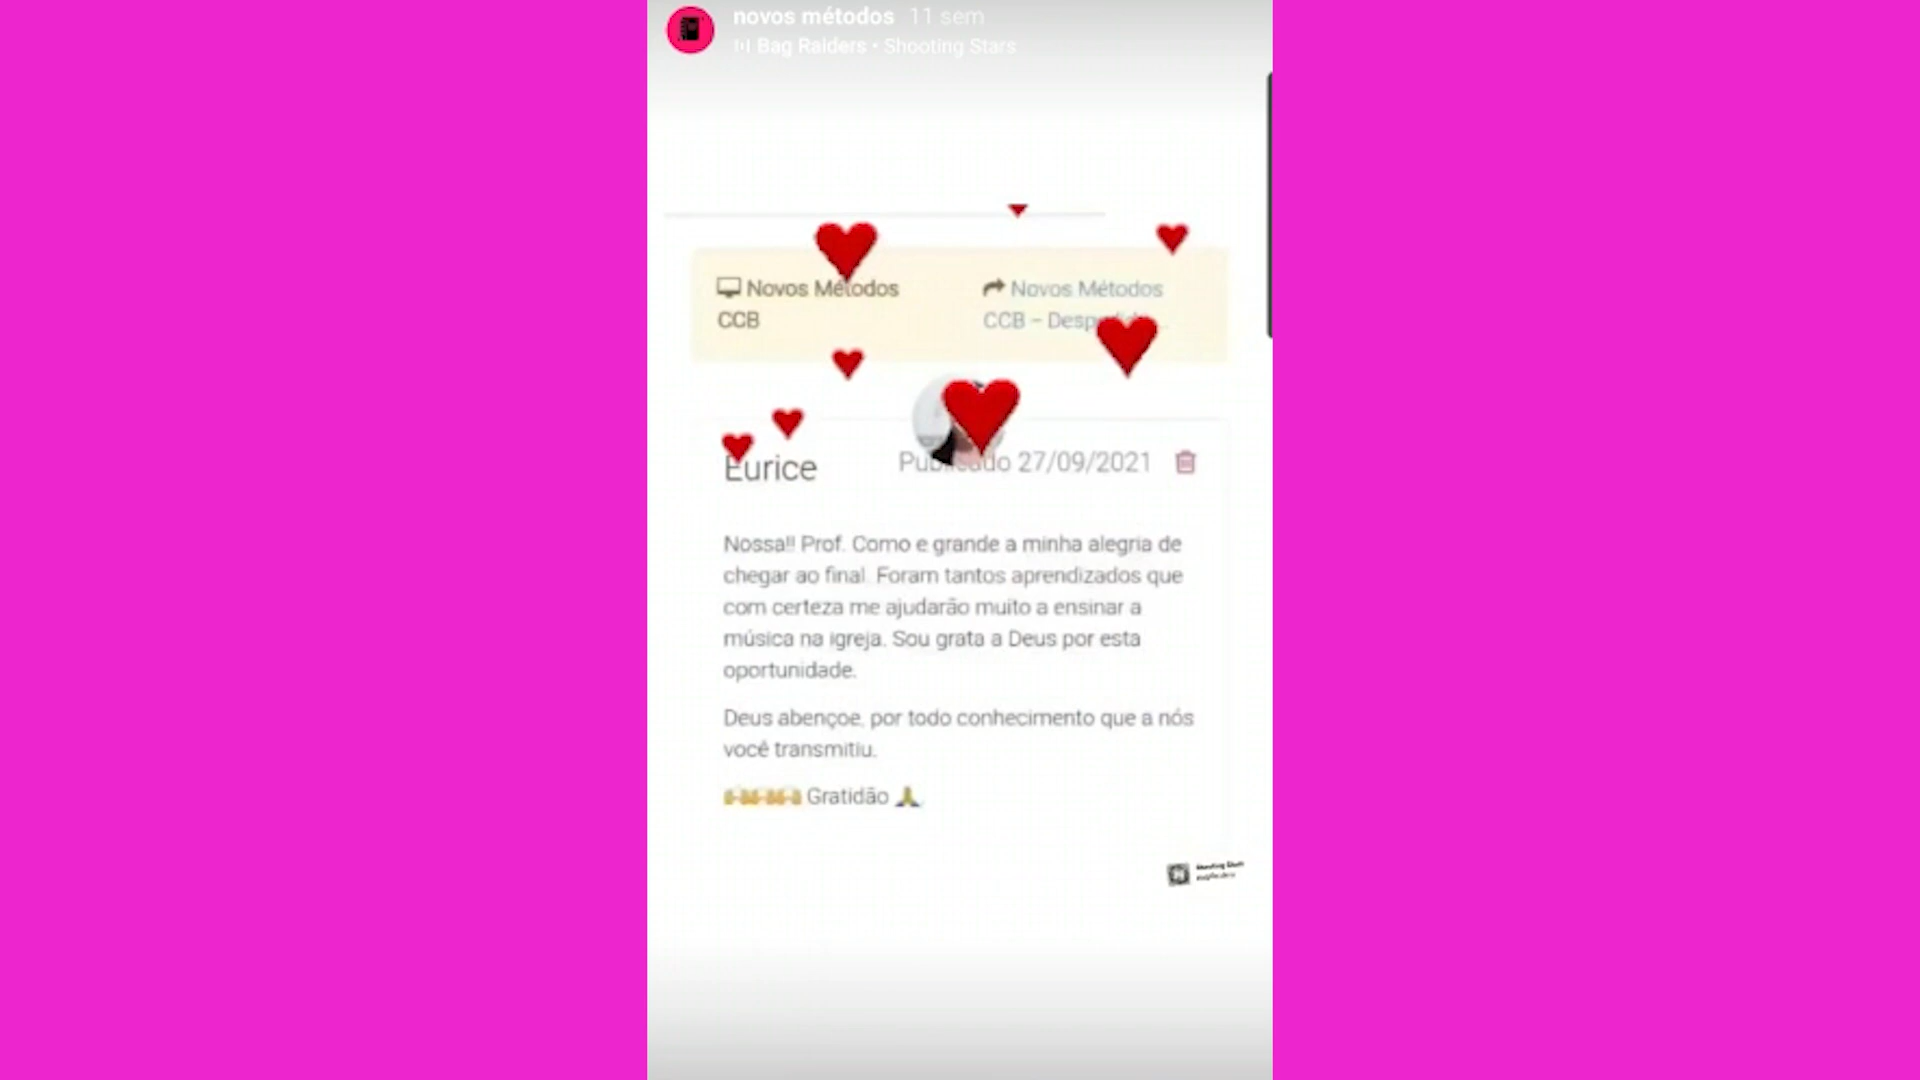 novos métodos 11 sem
Bag Raiders • Shooting Stars
Novos Métodos
CCB
Novos Métodos
CCB –
Eurice
Publicado 27/09/2021
Nossa!! Prof. Como e grande a minha alegria de
chegar ao final. Foram tantos aprendizados que
com certeza me ajudarão muito a ensinar a
música na igreja. Sou grata a Deus por esta
oportunidade.
Deus abençoe, por todo conhecimento que a nós
você transmitiu.
Gratidão
Shooting Stars